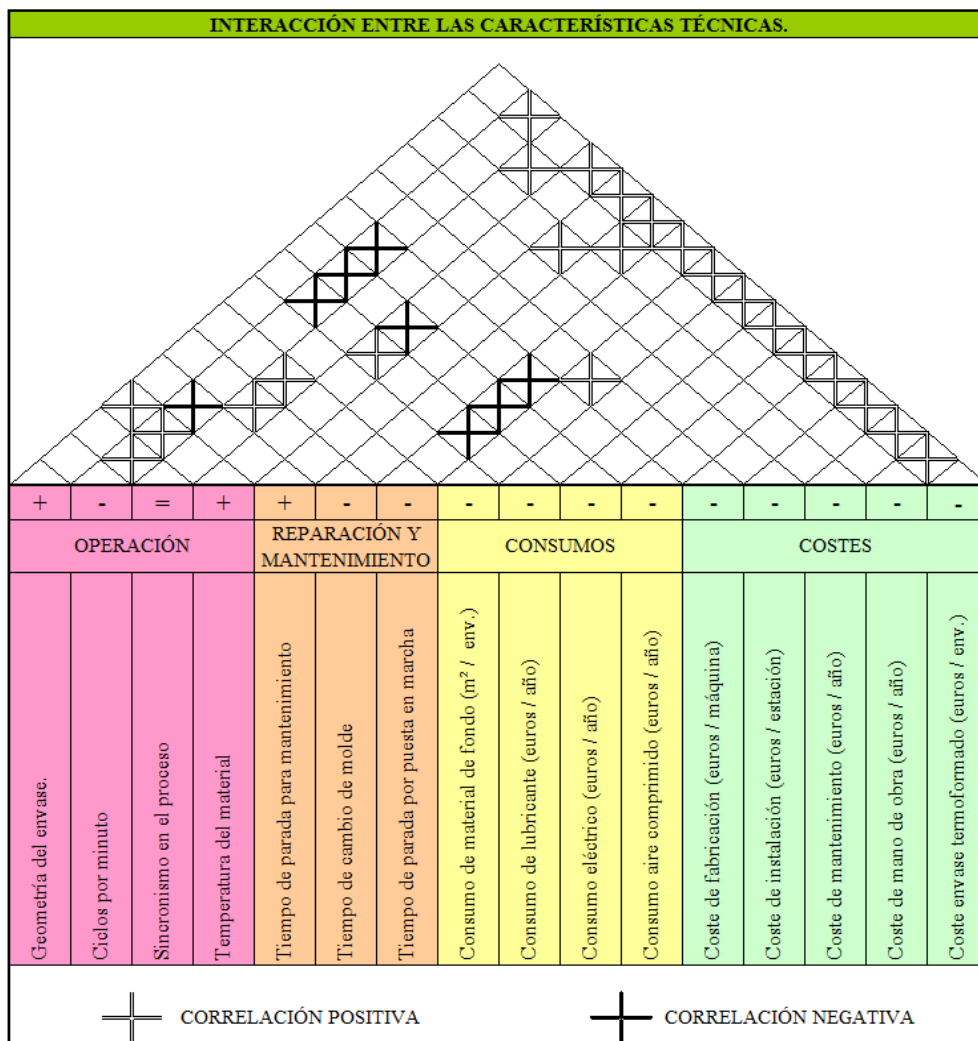 INTERACCIÓN ENTRE LAS CARACTERÍSTICAS TÉCNICAS.
+ - = + + - - - - - - - - - - -
OPERACIÓN
REPARACIÓN Y
MANTENIMIENTO
CONSUMOS
COSTES
Geometría del envase.
Ciclos por minuto
Sincronismo en el proceso
Temperatura del material
Tiempo de parada para mantenimiento
Tiempo de cambio de molde
Tiempo de parada por puesta en marcha
Consumo de material de fondo (m² / env.)
Consumo de lubricante (euros / año)
Consumo eléctrico (euros / año)
Consumo aire comprimido (euros / año)
Coste de fabricación (euros / máquina)
Coste de instalación (euros / estación)
Coste de mantenimiento (euros / año)
Coste de mano de obra (euros / año)
Coste envase termoformado (euros / env.)
CORRELACIÓN POSITIVA
CORRELACIÓN NEGATIVA